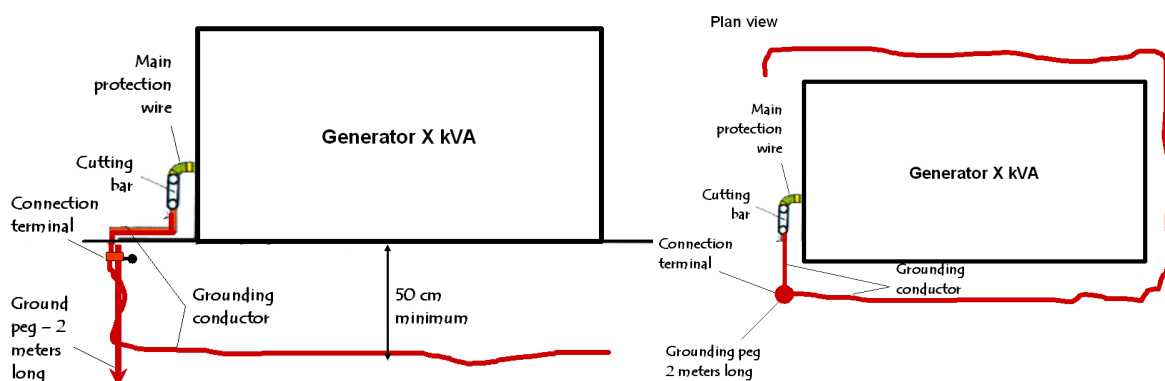 Main
protection
wire
Generator X kVA
Cutting
bar
Connection
terminal
Ground
peg – 2
meters
long
Grounding
conductor
50 cm
minimum
Plan view
Main
protection
wire
Generator X kVA
Cutting
bar
Connection
terminal
Grounding
conductor
Grounding peg
2 meters long